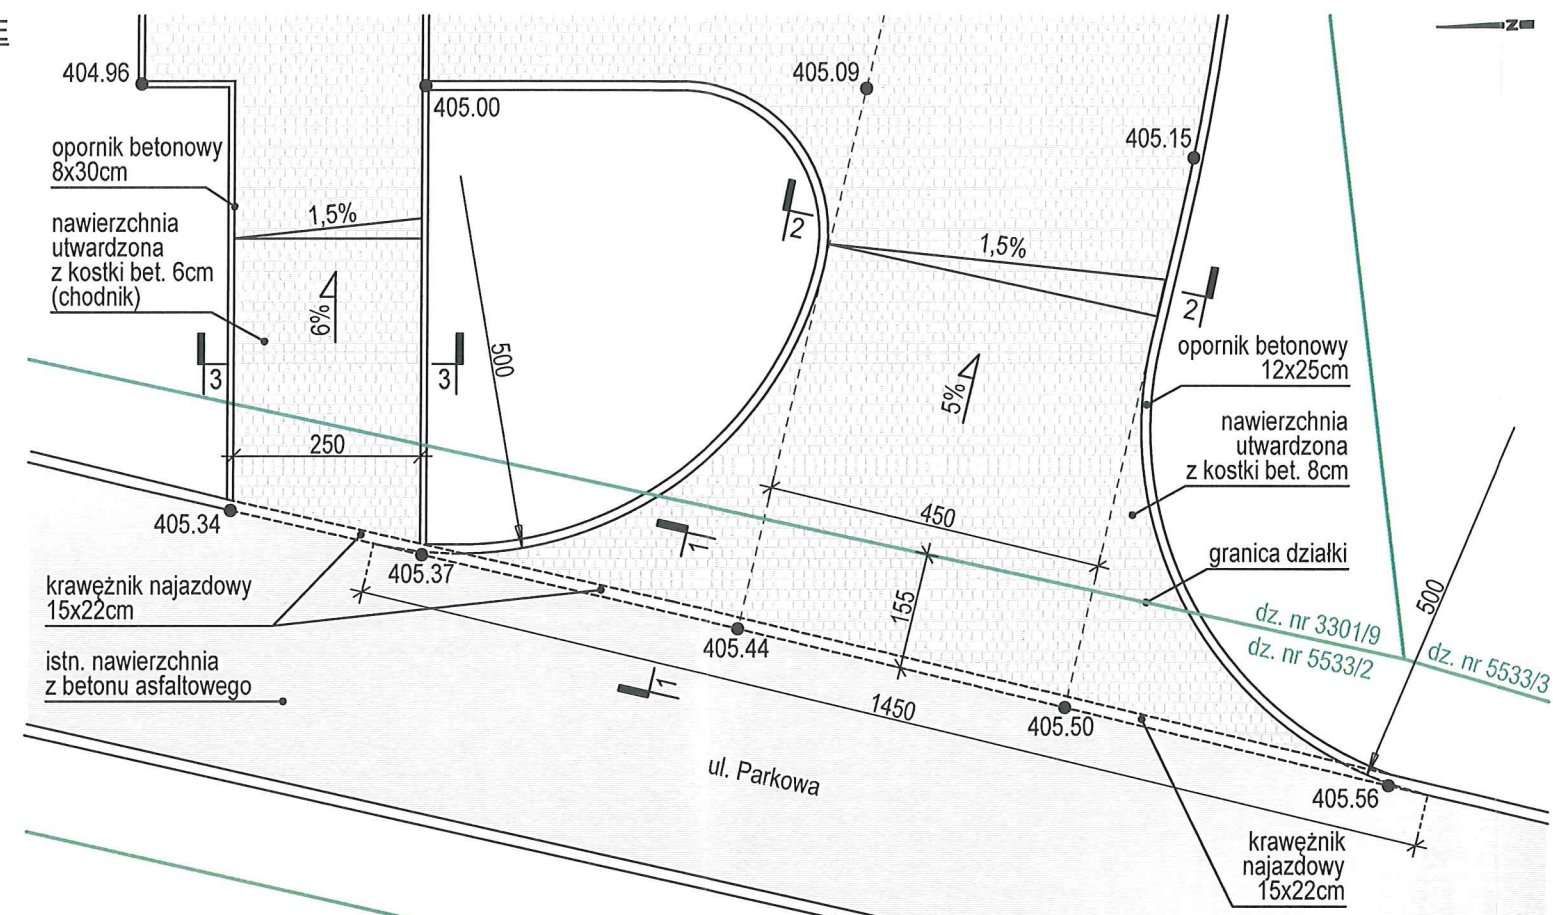 E
404.96
405.00
405.09
405.15
N
opornik betonowy
8x30cm
nawierzchnia
utwardzona
z kostki bet. 6cm
(chodnik)
1,5%
6%
3
3
500
2
1,5%
2
5%
opornik betonowy
12x25cm
nawierzchnia
utwardzona
z kostki bet. 8cm
granica działki
250
450
155
1
1
405.34
405.37
405.44
405.50
405.56
krawężnik najazdowy
15x22cm
istn. nawierzchnia
z betonu asfaltowego
1450
ul. Parkowa
dz. nr 3301/9
dz. nr 5533/2
dz. nr 5533/3
500
krawężnik
najazdowy
15x22cm